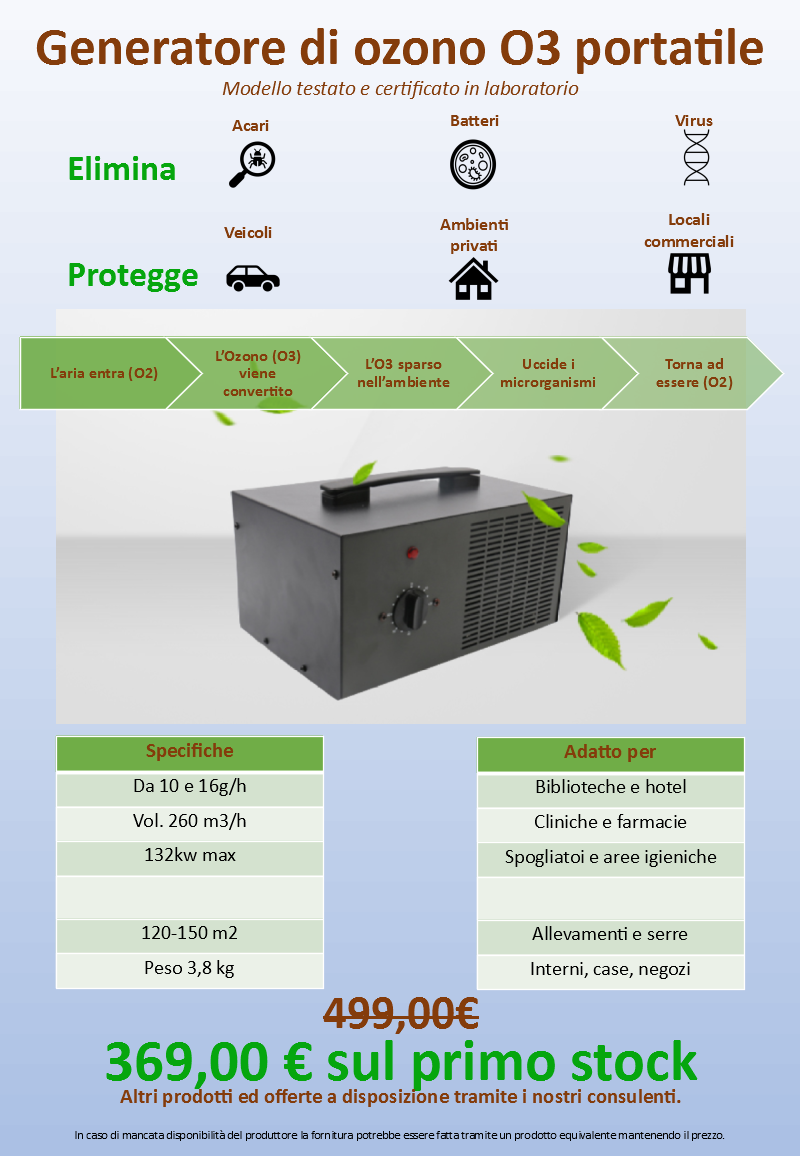 Generatore di ozono O3 portatile
Modello testato e certificato in laboratorio
Elimina
Acari
Batteri
Virus
Protegge
Veicoli
Ambienti
privati
Locali
commerciali
L'aria entra (O2)
L'Ozono (O3)
viene
convertito
L'O3 sparso
nell'ambiente
Uccide i
microrganismi
Torna ad
essere (O2)
Specifiche
Da 10 e 16g/h
Vol. 260 m3/h
132kw max
120-150 m2
Peso 3,8 kg
Adatto per
Biblioteche e hotel
Cliniche e farmacie
Spogliatoi e aree igieniche
Allevamenti e serre
Interni, case, negozi
499,00€
369,00 € sul primo stock
Altri prodotti ed offerte a disposizione tramite i nostri consulenti.
In caso di mancata disponibilità del produttore la fornitura potrebbe essere fatta tramite un prodotto equivalente mantenendo il prezzo.